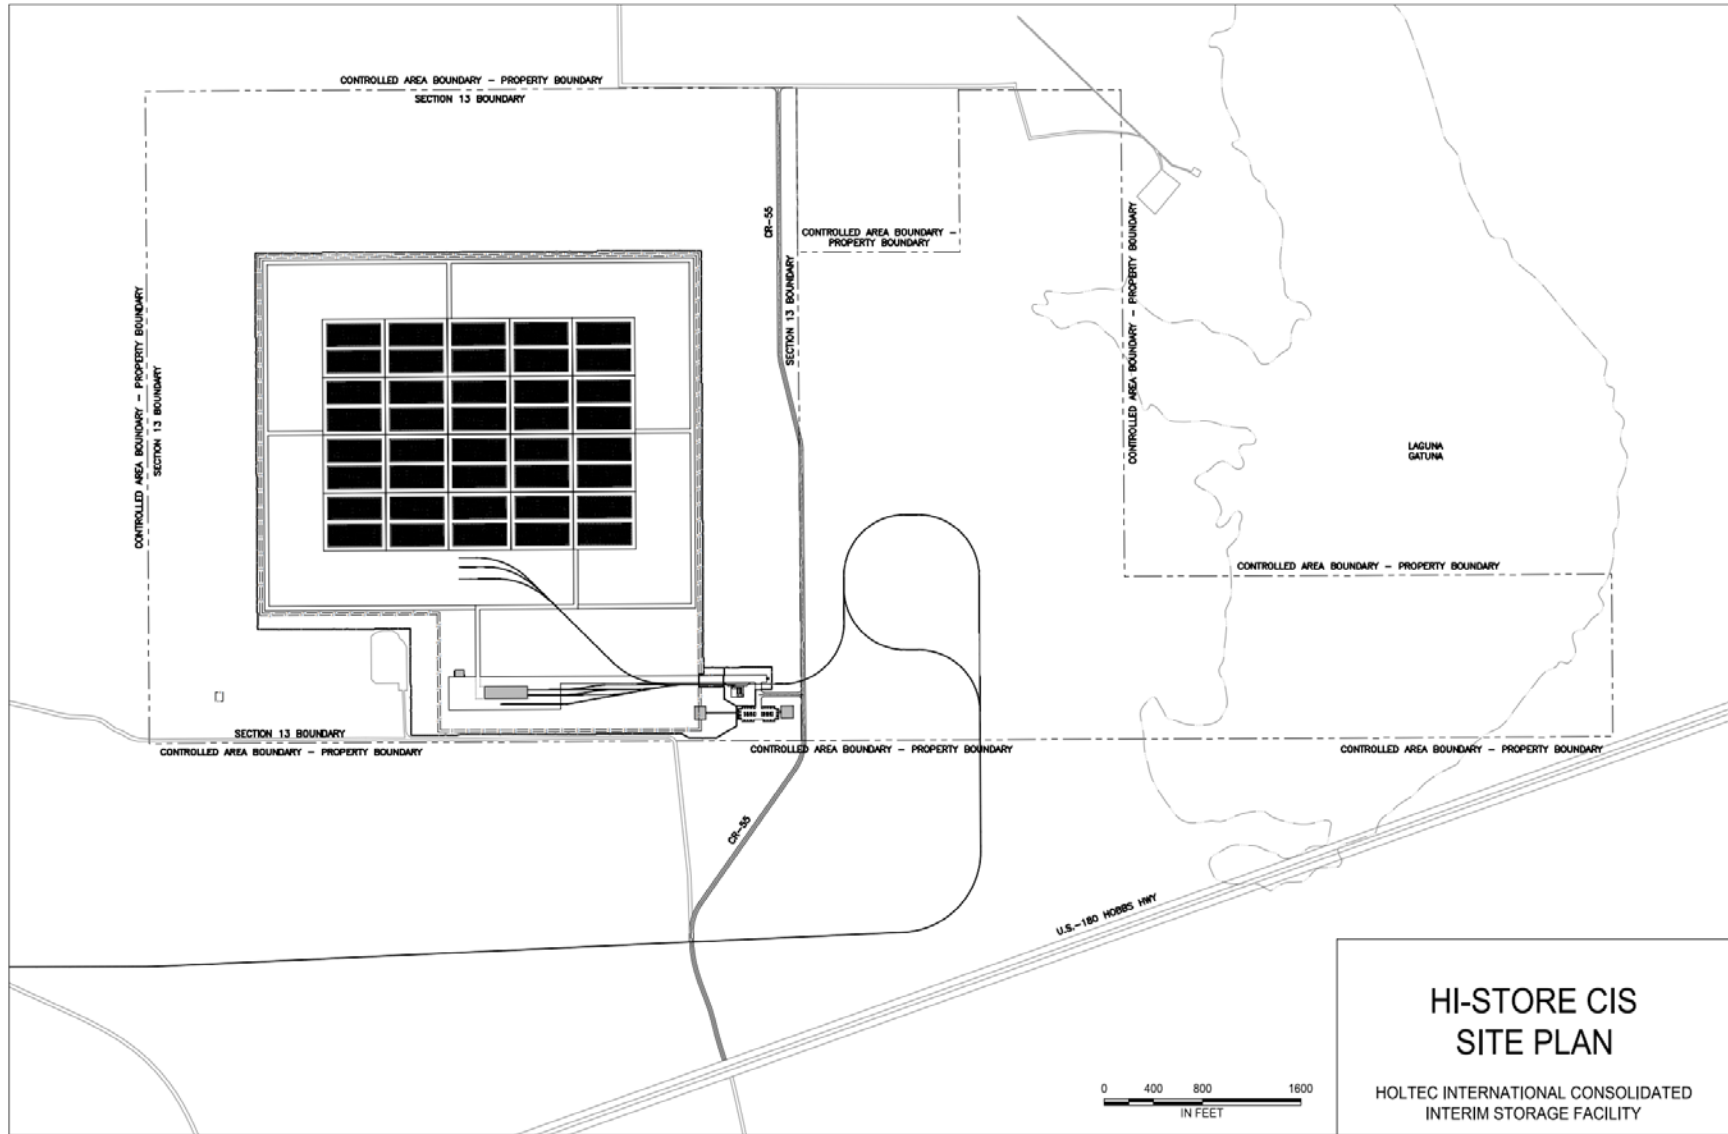 CONTROLLED AREA BOUNDARY - PROPERTY BOUNDARY
SECTION 13 BOUNDARY
CR-55
CONTROLLED AREA BOUNDARY -
PROPERTY BOUNDARY
SECTION 13 BOUNDARY
CONTROLLED AREA BOUNDARY - PROPERTY BOUNDARY
CONTROLLED AREA BOUNDARY - PROPERTY BOUNDARY
SECTION 13 BOUNDARY
LAGUNA
GATUNA
CONTROLLED AREA BOUNDARY - PROPERTY BOUNDARY
SECTION 13 BOUNDARY
CONTROLLED AREA BOUNDARY - PROPERTY BOUNDARY
CONTROLLED AREA BOUNDARY - PROPERTY BOUNDARY
CONTROLLED AREA BOUNDARY - PROPERTY BOUNDARY
CR-55
U.S.-180 HOBBS HWY
0 400 800 1600
IN FEET
HI-STORE CIS
SITE PLAN
HOLTEC INTERNATIONAL CONSOLIDATED
INTERIM STORAGE FACILITY